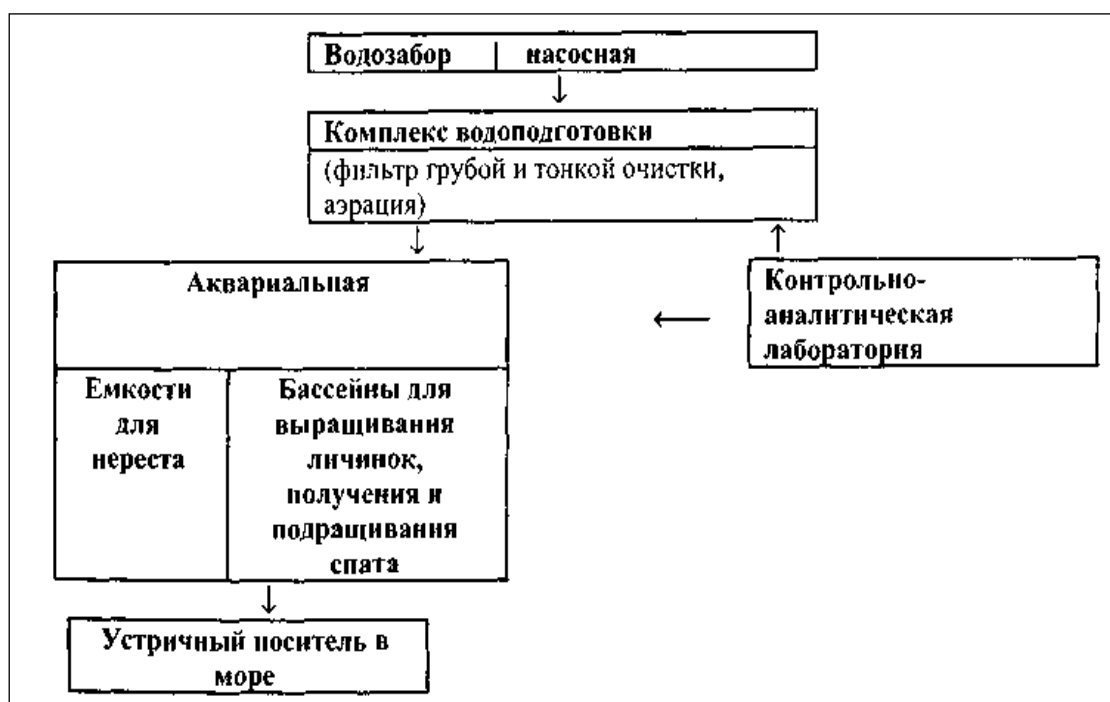 Водозабор насосная
Комплекс водоподготовки
(фильтр грубой и тонкой очистки,
аэрация)
Аквариальная
Контрольно-
аналитическая
лаборатория
Емкости
для
нереста
Бассейны для
выращивания
личинок,
получения и
подращивания
спата
Устричный носитель в
море